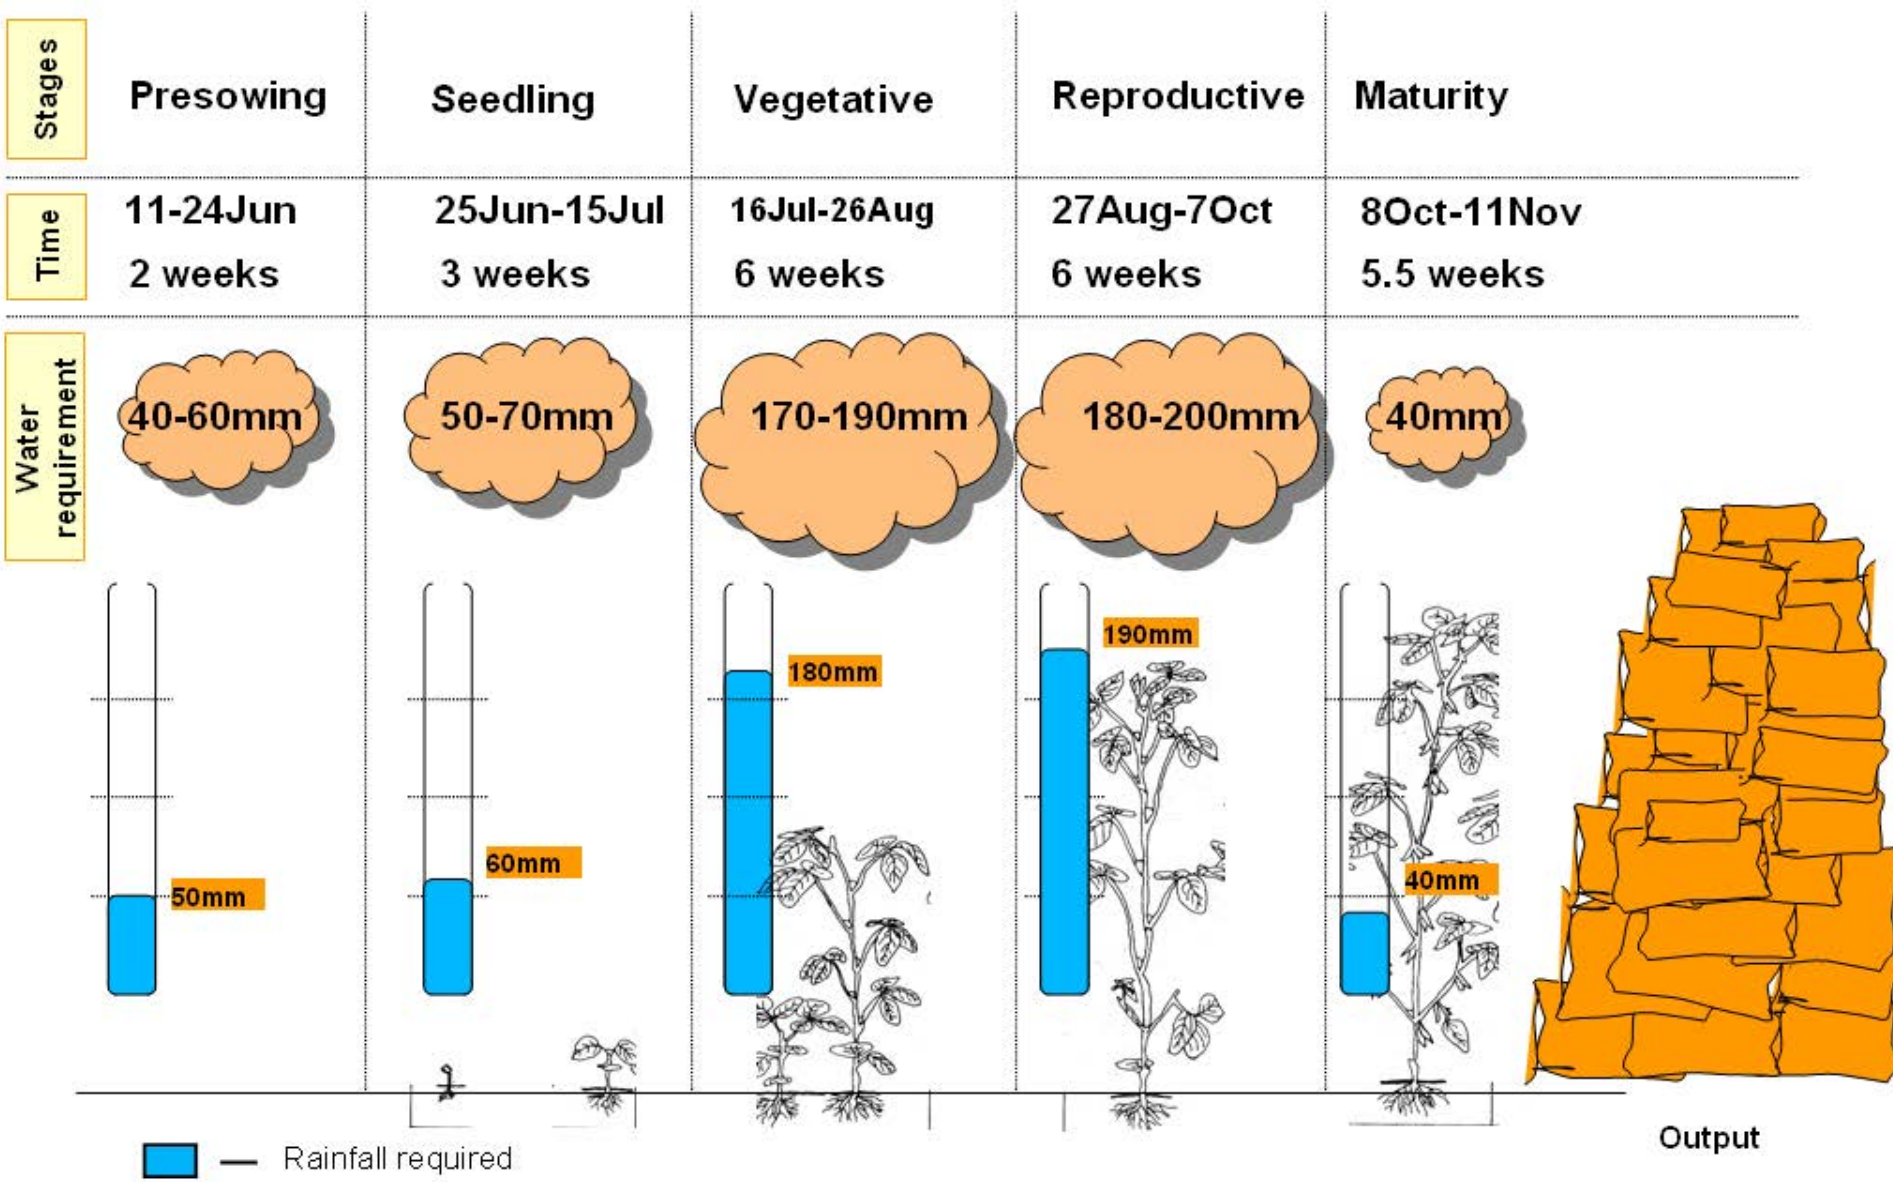 Stages
Presowing
Seedling
Vegetative
Reproductive
Maturity
Time
11-24Jun
25Jun-15Jul
16Jul-26Aug
27Aug-7Oct
8Oct-11Nov
2 weeks
3 weeks
6 weeks
6 weeks
5.5 weeks
Water
requirement
40-60mm
50-70mm
170-190mm
180-200mm
40mm
50mm
60mm
180mm
190mm
40mm
Rainfall required
Output